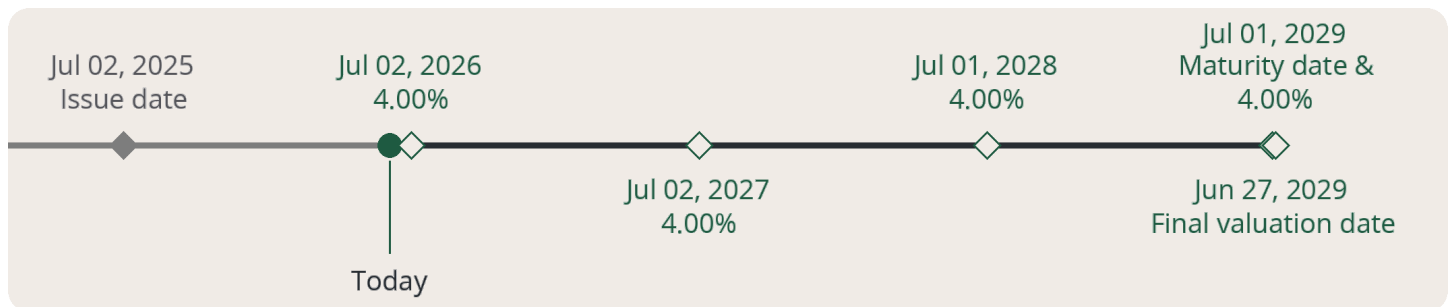 Jul 02, 2025
Issue date
Jul 02, 2026
4.00%
Jul 01, 2028
4.00%
Jul 01, 2029
Maturity date &
4.00%
Jul 02, 2027
4.00%
Jun 27, 2029
Final valuation date
Today